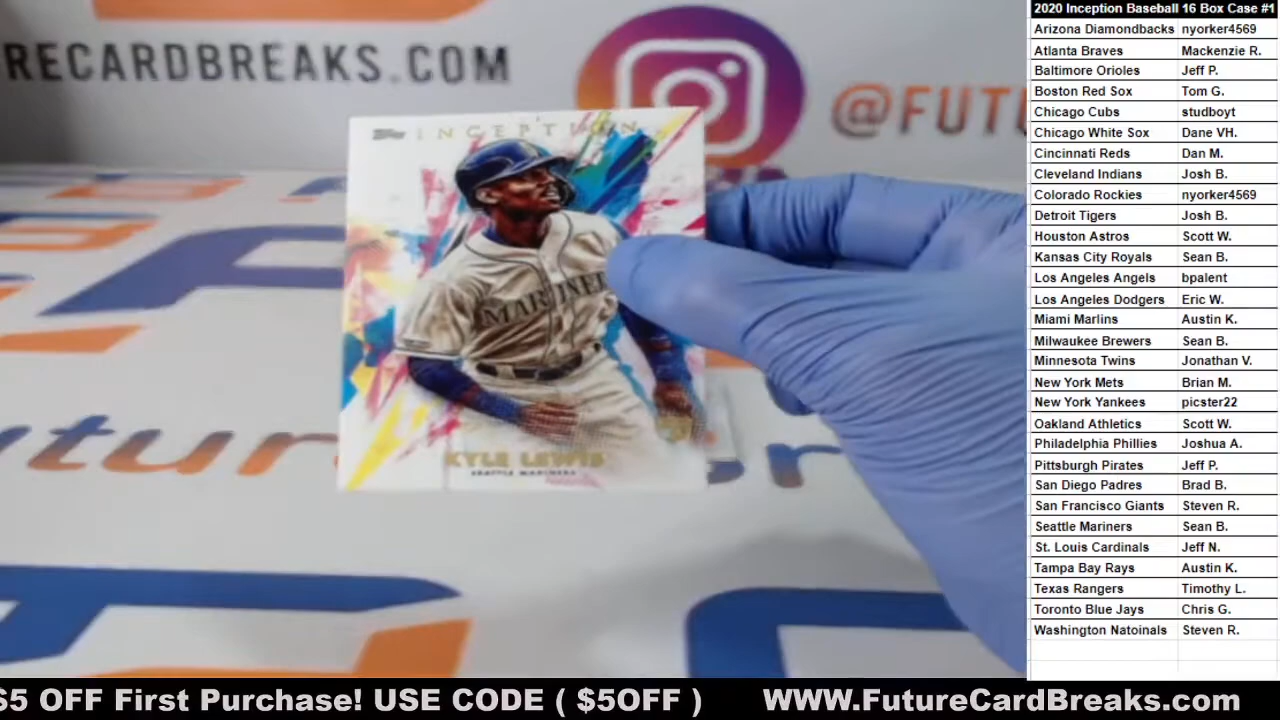 RECARDBREAKS.COM
@FUTU
Topps INCEPTION
MARINER
KYLE LEWIS
SEATTLE MARINERS
Futur
or
2020 Inception Baseball 16 Box Case #1
Arizona Diamondbacks nyorker4569
Atlanta Braves Mackenzie R.
Baltimore Orioles Jeff P.
Boston Red Sox Tom G.
Chicago Cubs studboyt
Chicago White Sox Dane VH.
Cincinnati Reds Dan M.
Cleveland Indians Josh B.
Colorado Rockies nyorker4569
Detroit Tigers Josh B.
Houston Astros Scott W.
Kansas City Royals Sean B.
Los Angeles Angels bpalent
Los Angeles Dodgers Eric W.
Miami Marlins Austin K.
Milwaukee Brewers Sean B.
Minnesota Twins Jonathan V.
New York Mets Brian M.
New York Yankees picster22
Oakland Athletics Scott W.
Philadelphia Phillies Joshua A.
Pittsburgh Pirates Jeff P.
San Diego Padres Brad B.
San Francisco Giants Steven R.
Seattle Mariners Sean B.
St. Louis Cardinals Jeff N.
Tampa Bay Rays Austin K.
Texas Rangers Timothy L.
Toronto Blue Jays Chris G.
Washington Natoinals Steven R.
$5 OFF First Purchase! USE CODE ( $5OFF ) WWW.FutureCardBreaks.com